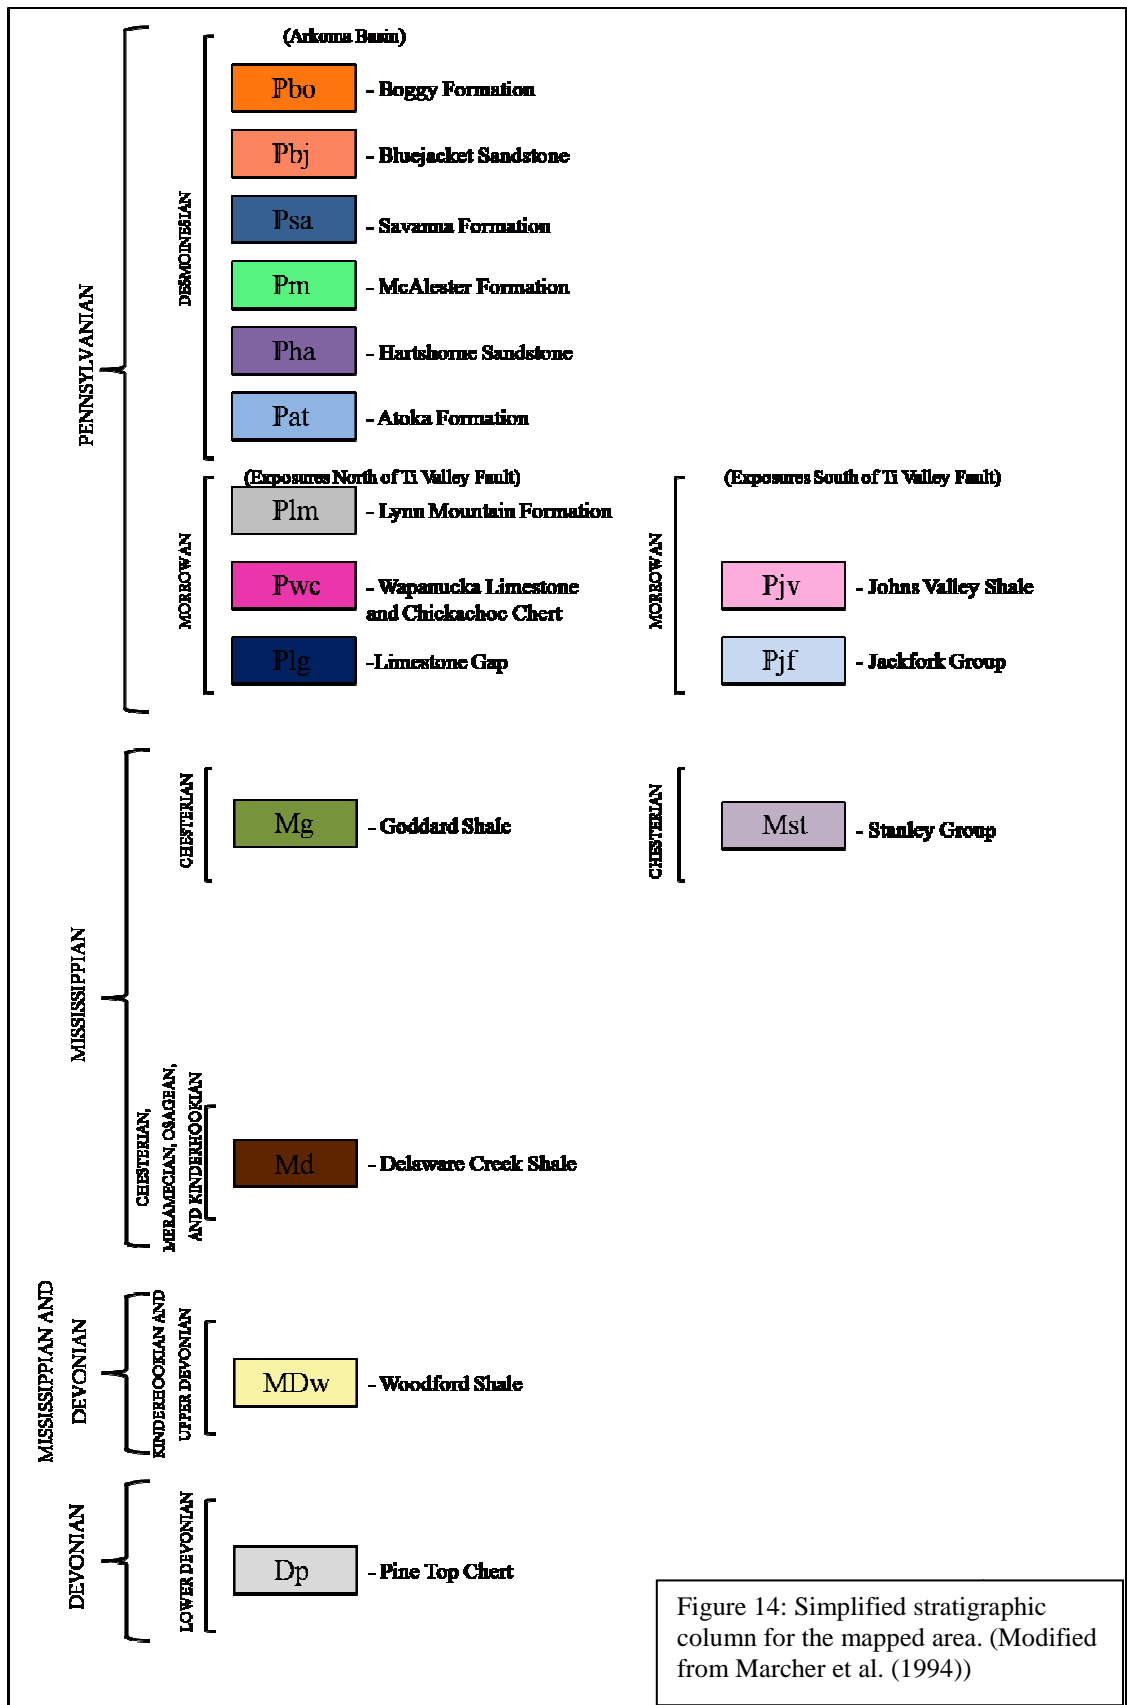 (Arkoma Basin)
PENNSYLVANIAN
DESMOINESIAN
ℙbo - Boggy Formation
ℙbj - Bluejacket Sandstone
ℙsa - Savanna Formation
ℙm - McAlester Formation
ℙha - Hartshorne Sandstone
ℙat - Atoka Formation
(Exposures North of Ti Valley Fault)
MORROWAN
ℙlm - Lynn Mountain Formation
ℙwc - Wapanucka Limestone
and Chickachoc Chert
ℙlg -Limestone Gap
(Exposures South of Ti Valley Fault)
MORROWAN
ℙjv - Johns Valley Shale
ℙjf - Jackfork Group
MISSISSIPPIAN
CHESTERIAN
Mg - Goddard Shale
CHESTERIAN
Mst - Stanley Group
CHESTERIAN,
MERAMECIAN, OSAGEAN,
AND KINDERHOOKIAN
Md - Delaware Creek Shale
MISSISSIPPIAN AND
DEVONIAN
KINDERHOOKIAN AND
UPPER DEVONIAN
MDw - Woodford Shale
DEVONIAN
LOWER DEVONIAN
Dp - Pine Top Chert
Figure 14: Simplified stratigraphic
column for the mapped area. (Modified
from Marcher et al. (1994))